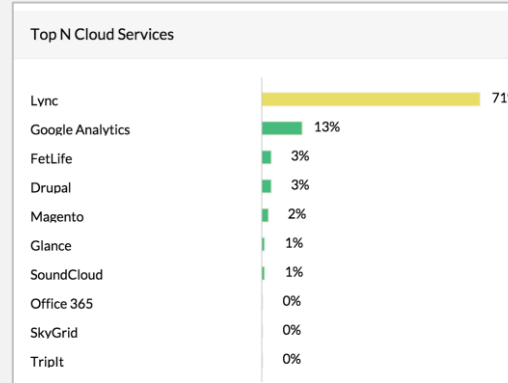 Top N Cloud Services
Lync 71
Google Analytics 13%
FetLife 3%
Drupal 3%
Magento 2%
Glance 1%
SoundCloud 1%
Office 365 0%
SkyGrid 0%
TripIt 0%